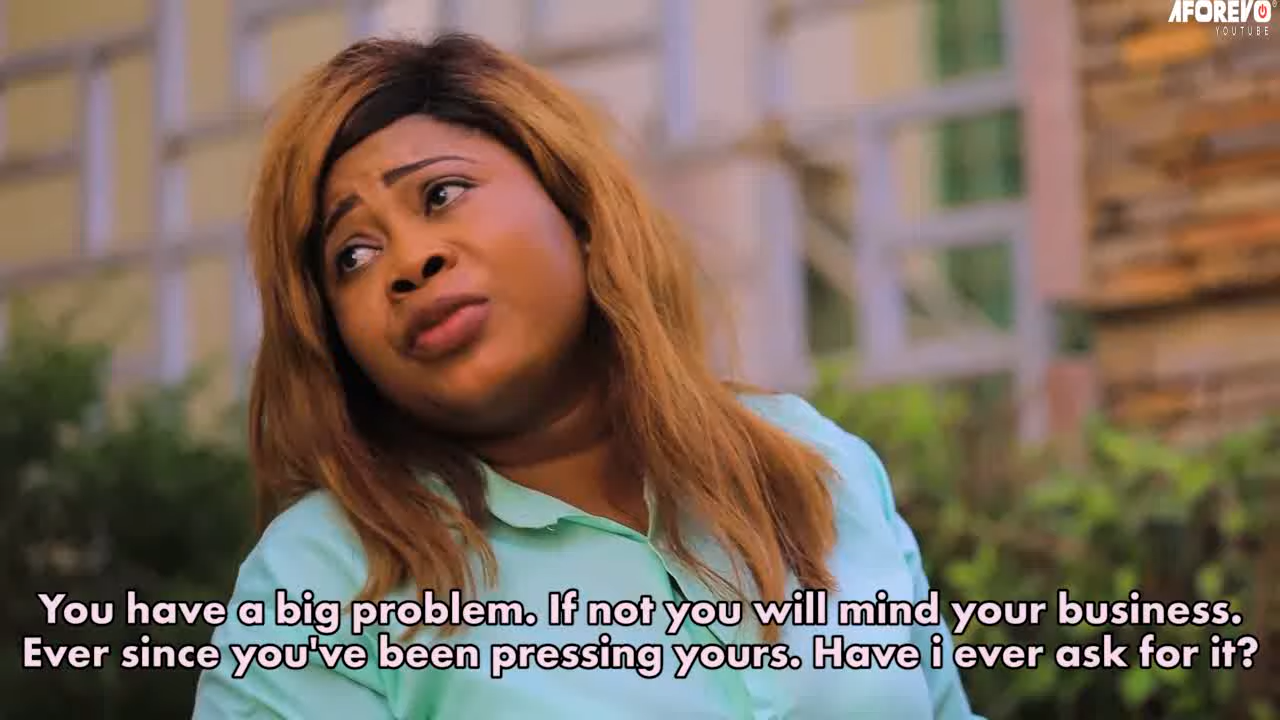 AFOREVO
YOUTUBE
You have a big problem. If not you will mind your business.
Ever since you've been pressing yours. Have i ever ask for it?